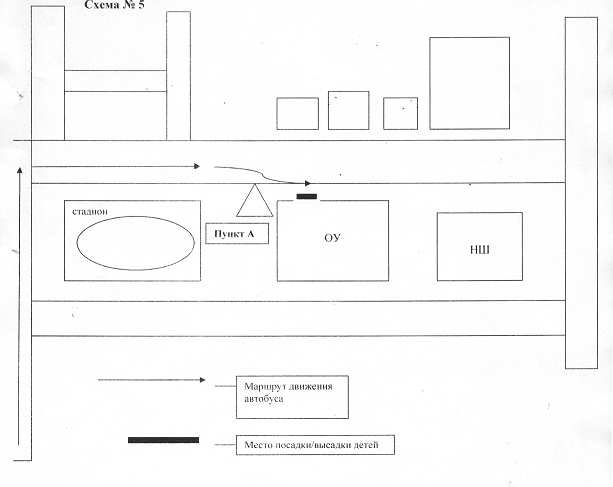 Схема № 5
стадион
Пункт А
ОУ
НШ
Маршрут движения
автобуса
Место посадки/высадки детей